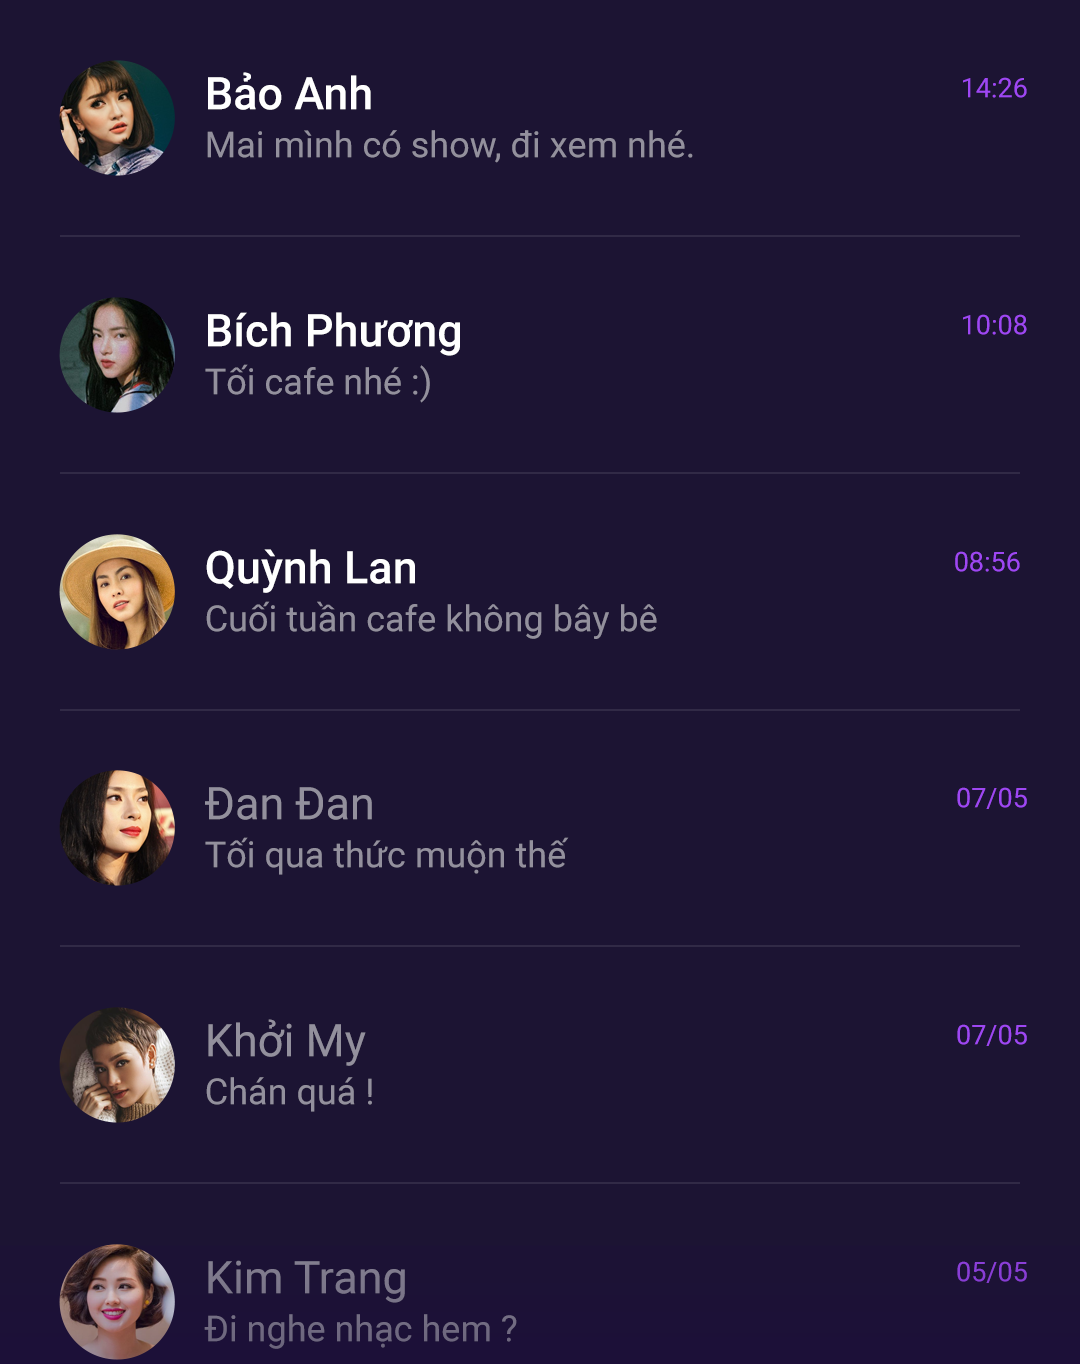 Bảo Anh
14:26
Mai mình có show, đi xem nhé.
Bích Phương
10:08
Tối cafe nhé :)
Quỳnh Lan
08:56
Cuối tuần cafe không bây bê
Đan Đan
07/05
Tối qua thức muộn thế
Khởi My
07/05
Chán quá !
Kim Trang
05/05
Đi nghe nhạc hem ?